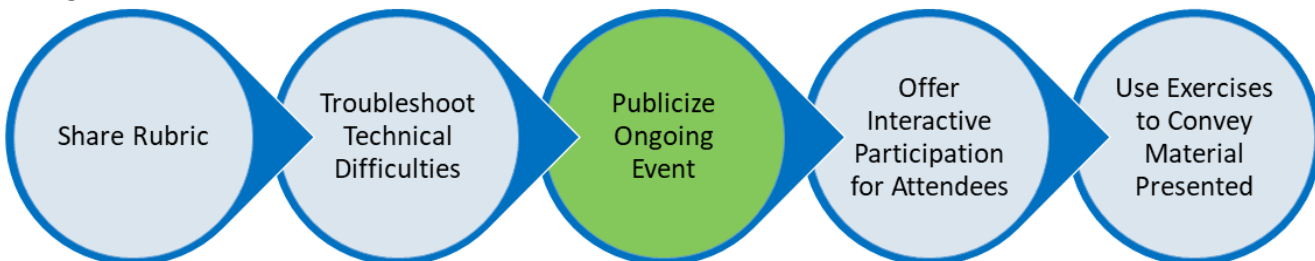 Share Rubric
Troubleshoot
Technical
Difficulties
Publicize
Ongoing
Event
Offer
Interactive
Participation
for Attendees
Use Exercises
to Convey
Material
Presented